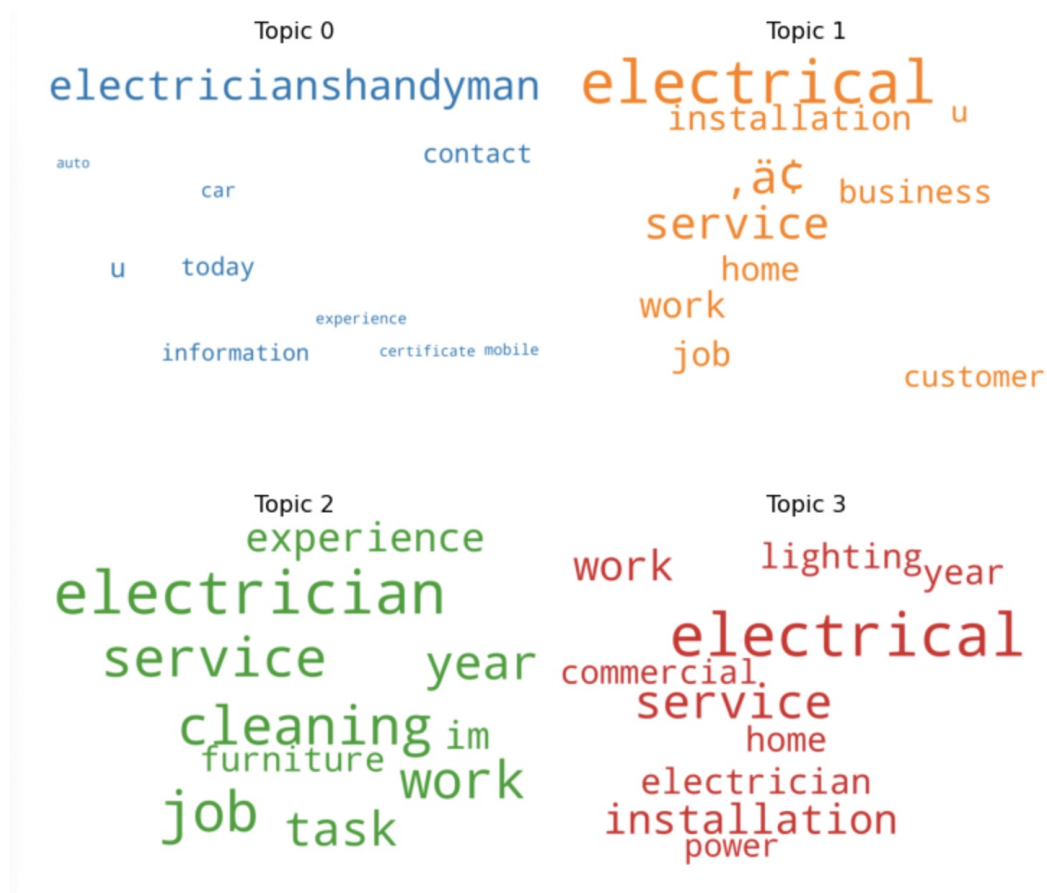 Topic 0
electricianshandyman
contact
auto
car
u today
experience
information certificate mobile
Topic 1
electrical
installation u
‚ä¢
business
service
home
work
job
customer
Topic 2
experience
electrician
service year
cleaning im
furniture
work
job task
Topic 3
work lighting year
electrical
commercial
service
home
electrician
installation
power